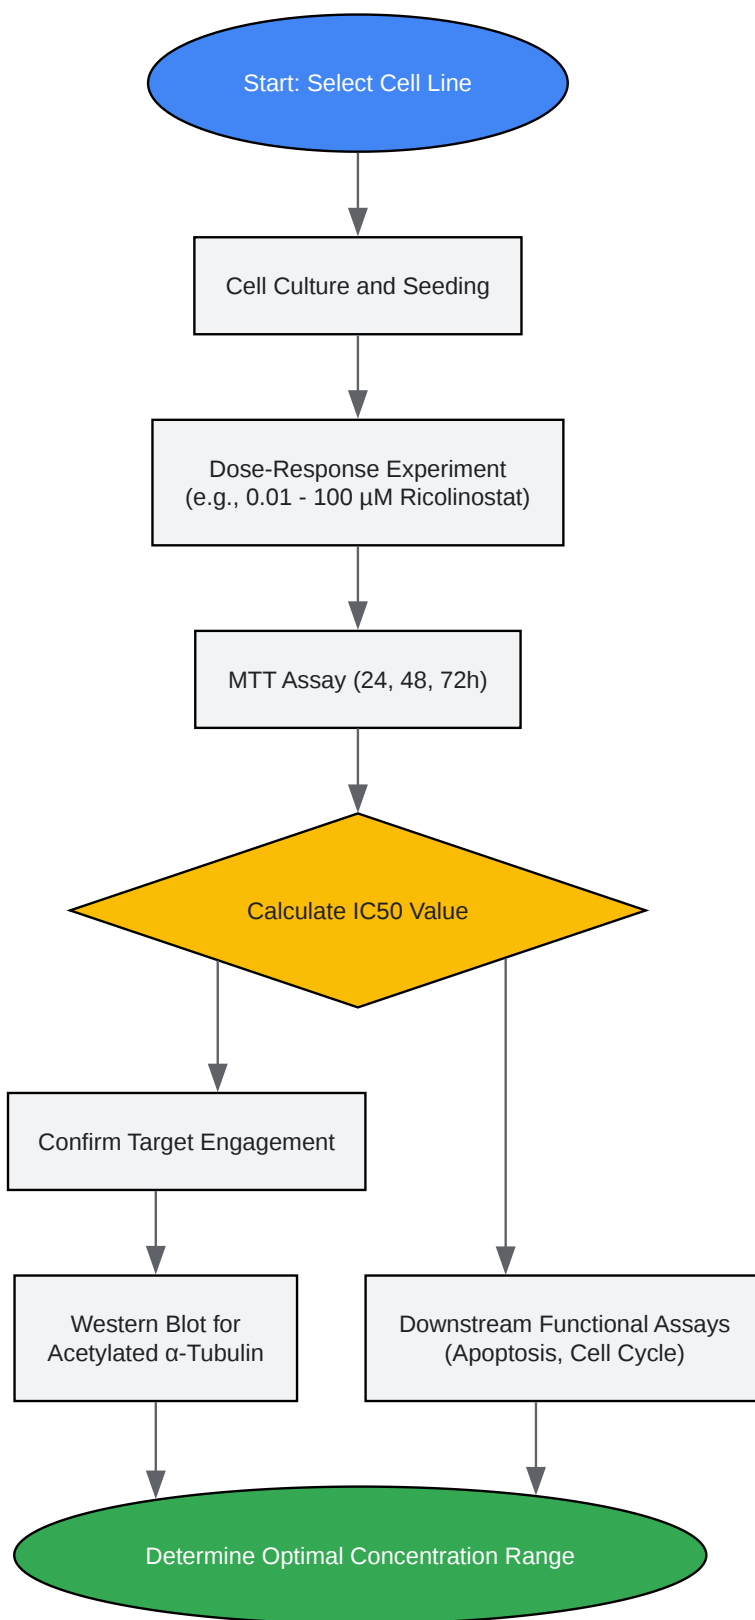 Start: Select Cell Line
Cell Culture and Seeding
Dose-Response Experiment
(e.g., 0.01 - 100 µM Ricolinostat)
MTT Assay (24, 48, 72h)
Calculate IC50 Value
Confirm Target Engagement
Western Blot for
Acetylated α-Tubulin
Downstream Functional Assays
(Apoptosis, Cell Cycle)
Determine Optimal Concentration Range